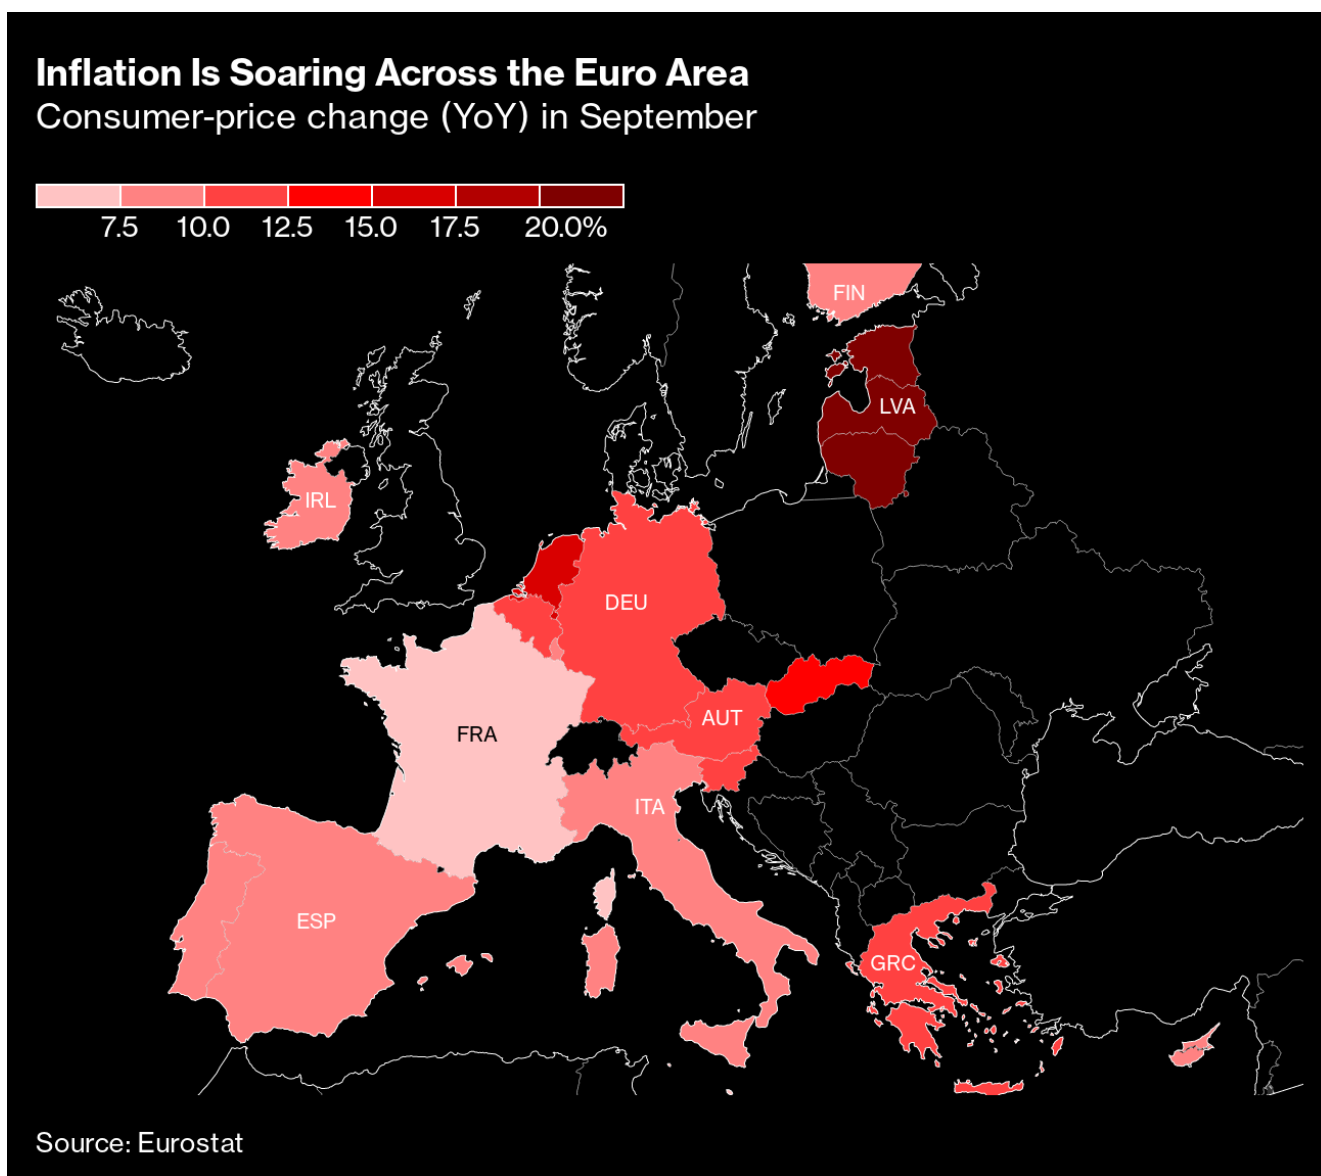 Inflation Is Soaring Across the Euro Area
Consumer-price change (YoY) in September
7.5 10.0 12.5 15.0 17.5 20.0%
FIN
LVA
IRL
DEU
AUT
FRA
ITA
ESP
GRC
Source: Eurostat